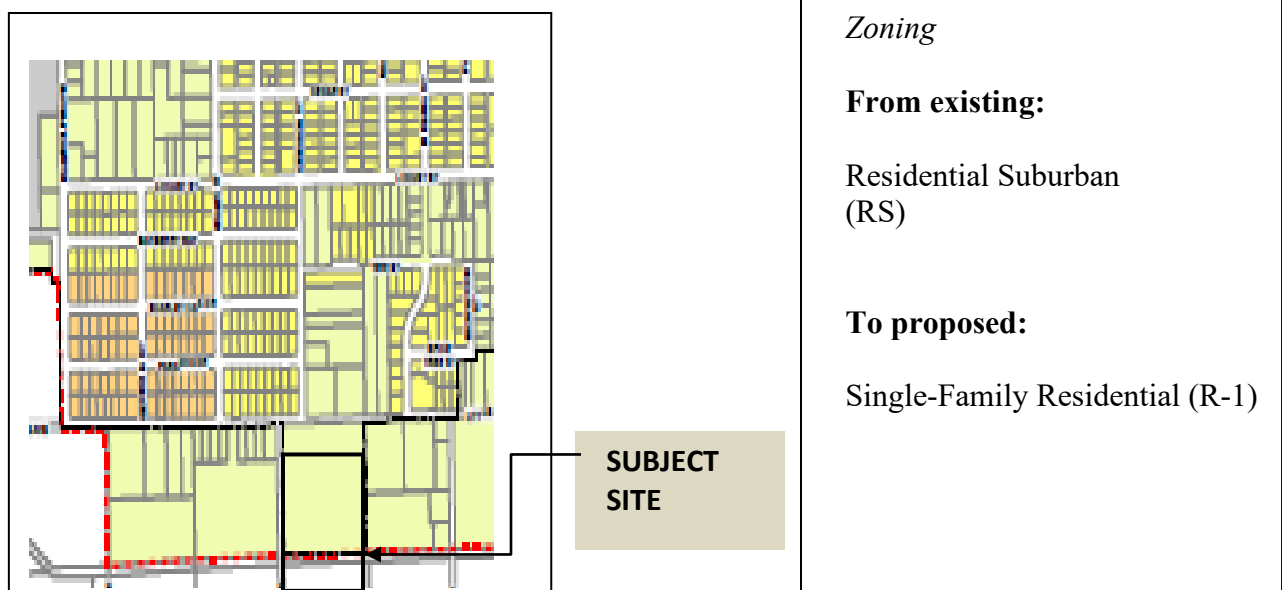 Zoning
From existing:
Residential Suburban
(RS)
To proposed:
Single-Family Residential (R-1)
SUBJECT
SITE